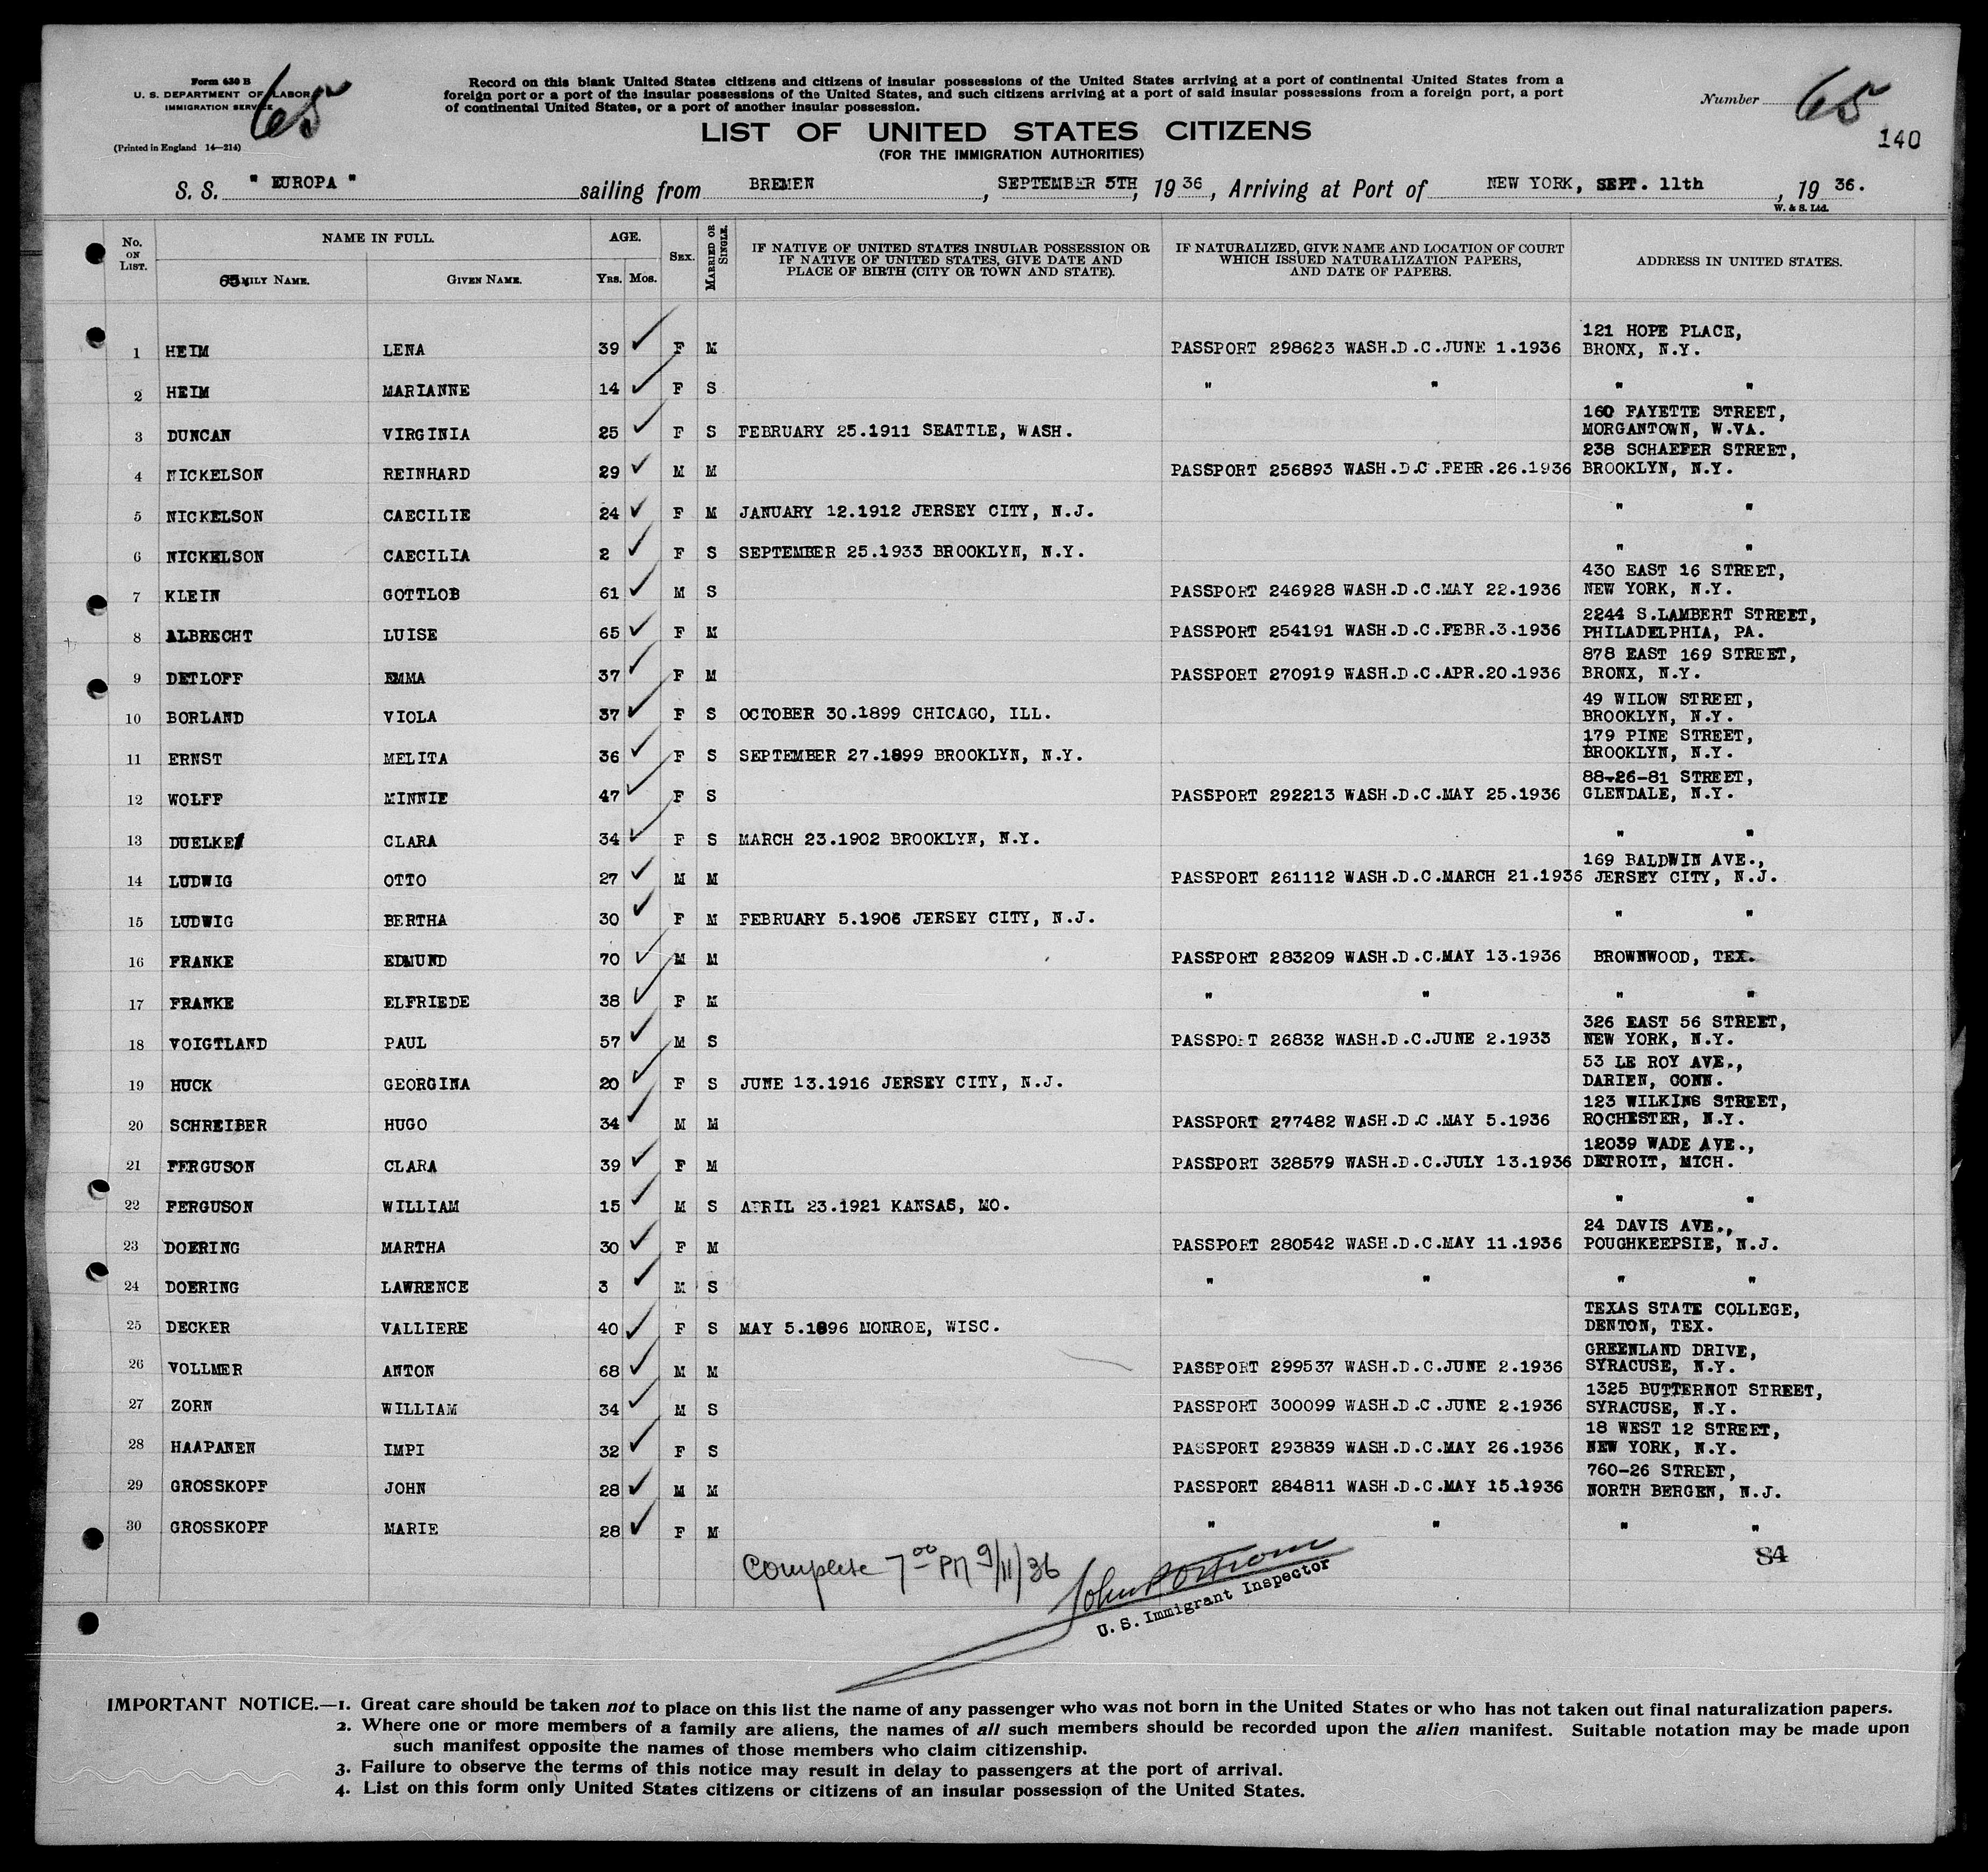 Form 630 B
U. S. DEPARTMENT OF LABOR
IMMIGRATION SERVICE
65
(Printed in England 14—214)
Record on this blank United States citizens and citizens of insular possessions of the United States arriving at a port of continental United States from a
foreign port or a port of the insular possessions of the United States, and such citizens arriving at a port of said insular possessions from a foreign port, a port
of continental United States, or a port of another insular possession.
Number 65
140
LIST OF UNITED STATES CITIZENS
(FOR THE IMMIGRATION AUTHORITIES)
S. S. " EUROPA " sailing from BREMEN, SEPTEMBER 5TH, 19 36, Arriving at Port of NEW YORK, SEPT. 11th, 19 36.
W. & S. Ltd.
No. ON LIST. NAME IN FULL. AGE. SEX. MARRIED OR SINGLE. IF NATIVE OF UNITED STATES INSULAR POSSESSION OR IF NATIVE OF UNITED STATES, GIVE DATE AND PLACE OF BIRTH (CITY OR TOWN AND STATE). IF NATURALIZED, GIVE NAME AND LOCATION OF COURT WHICH ISSUED NATURALIZATION PAPERS, AND DATE OF PAPERS. ADDRESS IN UNITED STATES.
65 FAMILY NAME. GIVEN NAME. YRS. MOS.
121 HOPE PLACE,
1 HEIM LENA 39 F M PASSPORT 298623 WASH.D.C.JUNE 1.1936 BRONX, N.Y.
2 HEIM MARIANNE 14 F S " " " "
160 FAYETTE STREET,
3 DUNCAN VIRGINIA 25 F S FEBRUARY 25.1911 SEATTLE, WASH. MORGANTOWN, W.VA.
238 SCHAEFER STREET,
4 NICKELSON REINHARD 29 M M PASSPORT 256893 WASH.D.C.FEBR.26.1936 BROOKLYN, N.Y.
5 NICKELSON CAECILIE 24 F M JANUARY 12.1912 JERSEY CITY, N.J. " "
6 NICKELSON CAECILIA 2 F S SEPTEMBER 25.1933 BROOKLYN, N.Y. " "
430 EAST 16 STREET,
7 KLEIN GOTTLOB 61 M S PASSPORT 246928 WASH.D.C.MAY 22.1936 NEW YORK, N.Y.
2244 S.LAMBERT STREET,
8 ALBRECHT LUISE 65 F M PASSPORT 254191 WASH.D.C.FEBR.3.1936 PHILADELPHIA, PA.
878 EAST 169 STREET,
9 DETLOFF EMMA 37 F M PASSPORT 270919 WASH.D.C.APR.20.1936 BRONX, N.Y.
49 WILOW STREET,
10 BORLAND VIOLA 37 F S OCTOBER 30.1899 CHICAGO, ILL. BROOKLYN, N.Y.
179 PINE STREET,
11 ERNST MELITA 36 F S SEPTEMBER 27.1899 BROOKLYN, N.Y. BROOKLYN, N.Y.
88-26-81 STREET,
12 WOLFF MINNIE 47 F S PASSPORT 292213 WASH.D.C.MAY 25.1936 GLENDALE, N.Y.
13 DUELKE CLARA 34 F S MARCH 23.1902 BROOKLYN, N.Y. " "
169 BALDWIN AVE.,
14 LUDWIG OTTO 27 M M PASSPORT 261112 WASH.D.C.MARCH 21.1936 JERSEY CITY, N.J.
15 LUDWIG BERTHA 30 F M FEBRUARY 5.1906 JERSEY CITY, N.J. " "
16 FRANKE EDMUND 70 M M PASSPORT 283209 WASH.D.C.MAY 13.1936 BROWNWOOD, TEX.
17 FRANKE ELFRIEDE 38 F M " " " "
326 EAST 56 STREET,
18 VOIGTLAND PAUL 57 M S PASSPORT 26832 WASH.D.C.JUNE 2.1933 NEW YORK, N.Y.
53 LE ROY AVE.,
19 HUCK GEORGINA 20 F S JUNE 13.1916 JERSEY CITY, N.J. DARIEN, CONN.
123 WILKINS STREET,
20 SCHREIBER HUGO 34 M M PASSPORT 277482 WASH.D.C.MAY 5.1936 ROCHESTER, N.Y.
12039 WADE AVE.,
21 FERGUSON CLARA 39 F M PASSPORT 328579 WASH.D.C.JULY 13.1936 DETROIT, MICH.
22 FERGUSON WILLIAM 15 M S APRIL 23.1921 KANSAS, MO. " "
24 DAVIS AVE.,
23 DOERING MARTHA 30 F M PASSPORT 280542 WASH.D.C.MAY 11.1936 POUGHKEEPSIE, N.J.
24 DOERING LAWRENCE 3 M S " " " "
TEXAS STATE COLLEGE,
25 DECKER VALLIERE 40 F S MAY 5.1896 MONROE, WISC. DENTON, TEX.
GREENLAND DRIVE,
26 VOLLMER ANTON 68 M M PASSPORT 299537 WASH.D.C.JUNE 2.1936 SYRACUSE, N.Y.
1325 BUTTERNOT STREET,
27 ZORN WILLIAM 34 M S PASSPORT 300099 WASH.D.C.JUNE 2.1936 SYRACUSE, N.Y.
18 WEST 12 STREET,
28 HAAPANEN IMPI 32 F S PASSPORT 293839 WASH.D.C.MAY 26.1936 NEW YORK, N.Y.
760-26 STREET,
29 GROSSKOPF JOHN 28 M M PASSPORT 284811 WASH.D.C.MAY 15.1936 NORTH BERGEN, N.J.
30 GROSSKOPF MARIE 28 F M " " " "
S4
Complete 7 00 PM 9/11/36
U. S. Immigrant Inspector
IMPORTANT NOTICE.—1. Great care should be taken not to place on this list the name of any passenger who was not born in the United States or who has not taken out final naturalization papers.
2. Where one or more members of a family are aliens, the names of all such members should be recorded upon the alien manifest. Suitable notation may be made upon
such manifest opposite the names of those members who claim citizenship.
3. Failure to observe the terms of this notice may result in delay to passengers at the port of arrival.
4. List on this form only United States citizens or citizens of an insular possession of the United States.